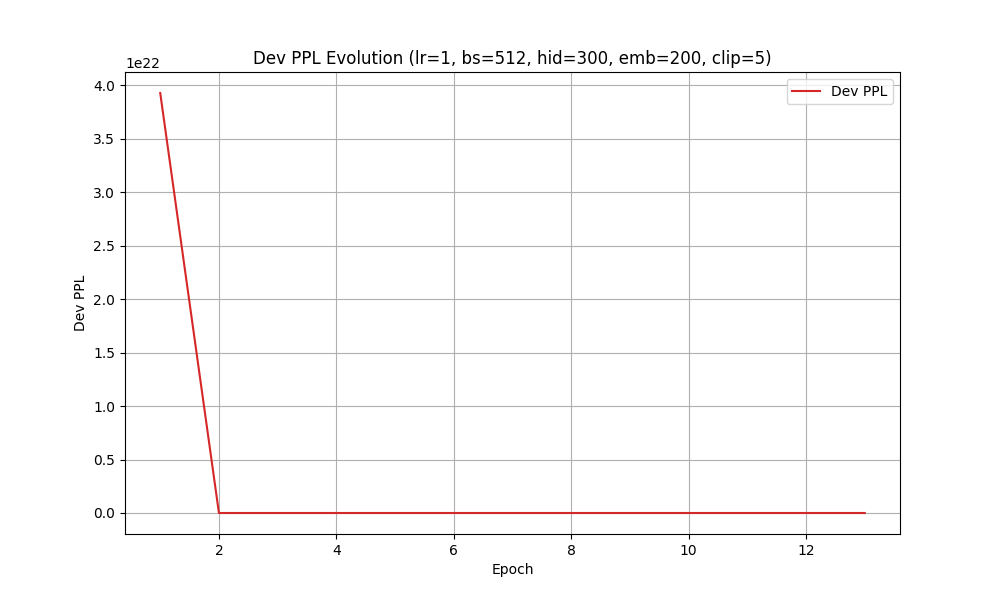 Dev PPL Evolution (lr=1, bs=512, hid=300, emb=200, clip=5)
1e22
Dev PPL
4.0
3.5
3.0
2.5
2.0
1.5
1.0
0.5
0.0
Dev PPL
2 4 6 8 10 12
Epoch